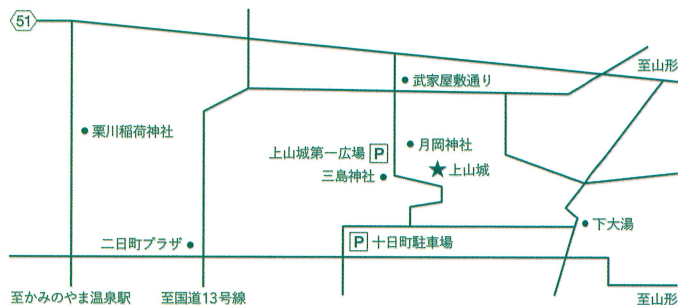 51
至山形
武家屋敷通り
栗川稲荷神社
月岡神社
上山城第一広場 P
上山城
三島神社
下大湯
二日町プラザ
P 十日町駐車場
至かみのやま温泉駅
至国道13号線
至山形